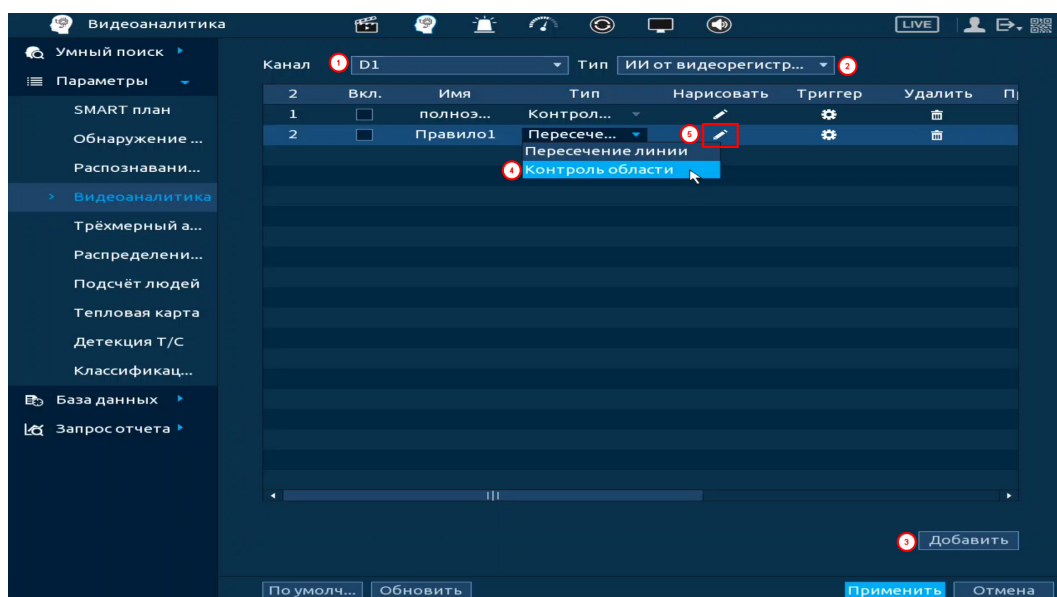 Видеоаналитика
LIVE
Умный поиск
Параметры
SMART план
Обнаружение ...
Распознавани...
Видеоаналитика
Трёхмерный а...
Распределени...
Подсчёт людей
Тепловая карта
Детекция Т/С
Классификац...
База данных
Запрос отчета
Канал 1 D1 Тип ИИ от видеорегистр... 2
2 Вкл. Имя Тип Нарисовать Триггер Удалить П
1 полноэ... Контрол...
2 Правило1 Пересече... 5
Пересечение линии
4 Контроль области
3 Добавить
По умолч... Обновить Применить Отмена